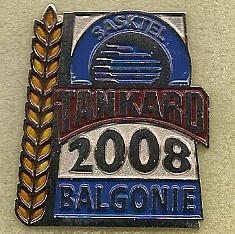 SASKTEL
TANKARD
2008
BALGONIE